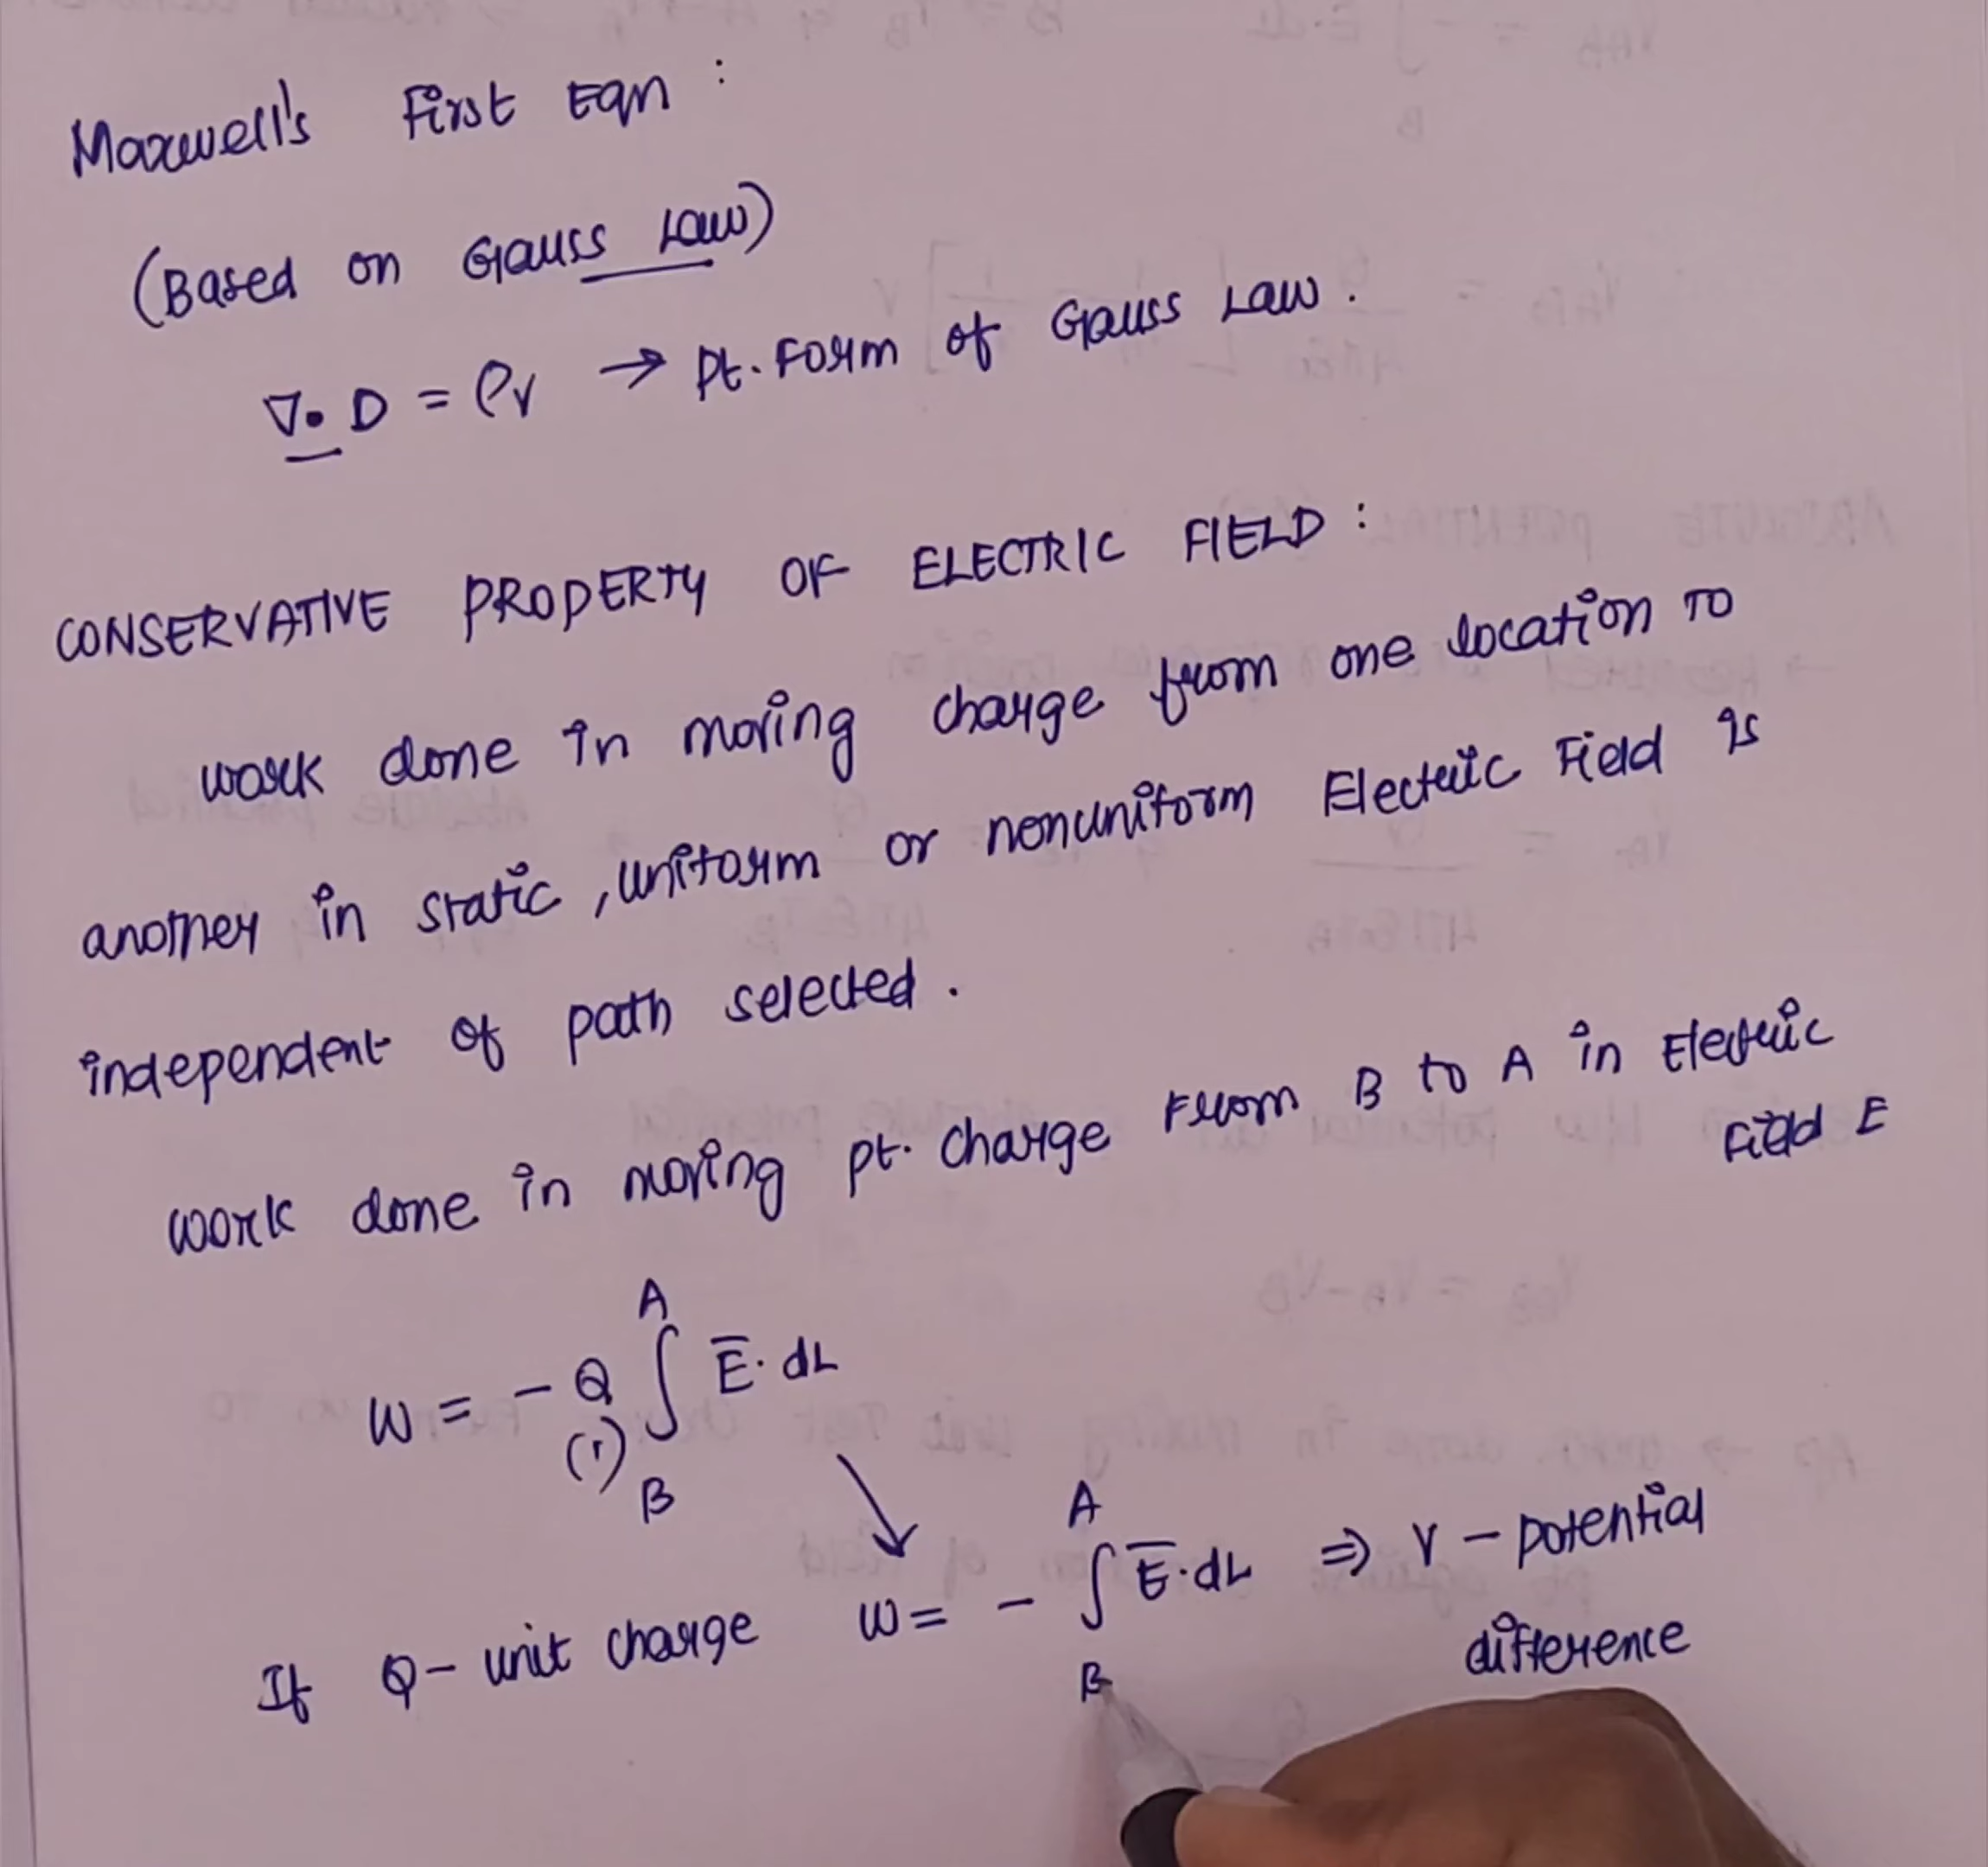 Maxwell's First Eqn :
(Based on Gauss Law)
∇• D = ρv → Pt. Form of Gauss Law.
CONSERVATIVE PROPERTY OF ELECTRIC FIELD :
work done in moving charge from one location To
another in static, uniform or nonuniform Electric Field is
independent of path selected.
work done in moving pt. charge From B to A in Electric
Field E
A
W = - Q ∫ E̅. dL
(1)
B
A
If Q- unit charge W = - ∫ E̅.dL ⇒ V - potential
B
difference